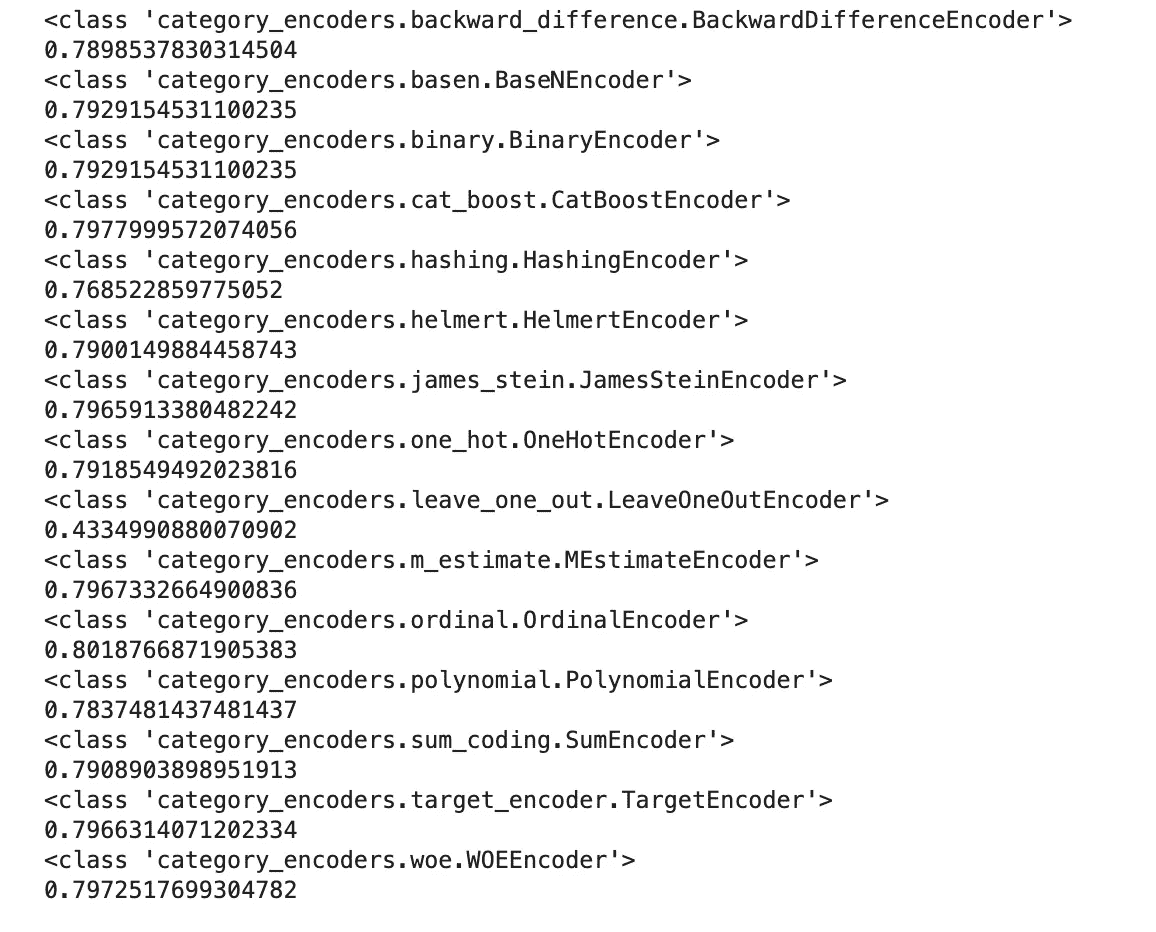 <class 'category_encoders.backward_difference.BackwardDifferenceEncoder'>
0.7898537830314504
<class 'category_encoders.basen.BaseNEncoder'>
0.7929154531100235
<class 'category_encoders.binary.BinaryEncoder'>
0.7929154531100235
<class 'category_encoders.cat_boost.CatBoostEncoder'>
0.7977999572074056
<class 'category_encoders.hashing.HashingEncoder'>
0.768522859775052
<class 'category_encoders.helmert.HelmertEncoder'>
0.7900149884458743
<class 'category_encoders.james_stein.JamesSteinEncoder'>
0.7965913380482242
<class 'category_encoders.one_hot.OneHotEncoder'>
0.7918549492023816
<class 'category_encoders.leave_one_out.LeaveOneOutEncoder'>
0.4334990880070902
<class 'category_encoders.m_estimate.MEstimateEncoder'>
0.7967332664900836
<class 'category_encoders.ordinal.OrdinalEncoder'>
0.8018766871905383
<class 'category_encoders.polynomial.PolynomialEncoder'>
0.7837481437481437
<class 'category_encoders.sum_coding.SumEncoder'>
0.7908903898951913
<class 'category_encoders.target_encoder.TargetEncoder'>
0.7966314071202334
<class 'category_encoders.woe.WOEEncoder'>
0.7972517699304782